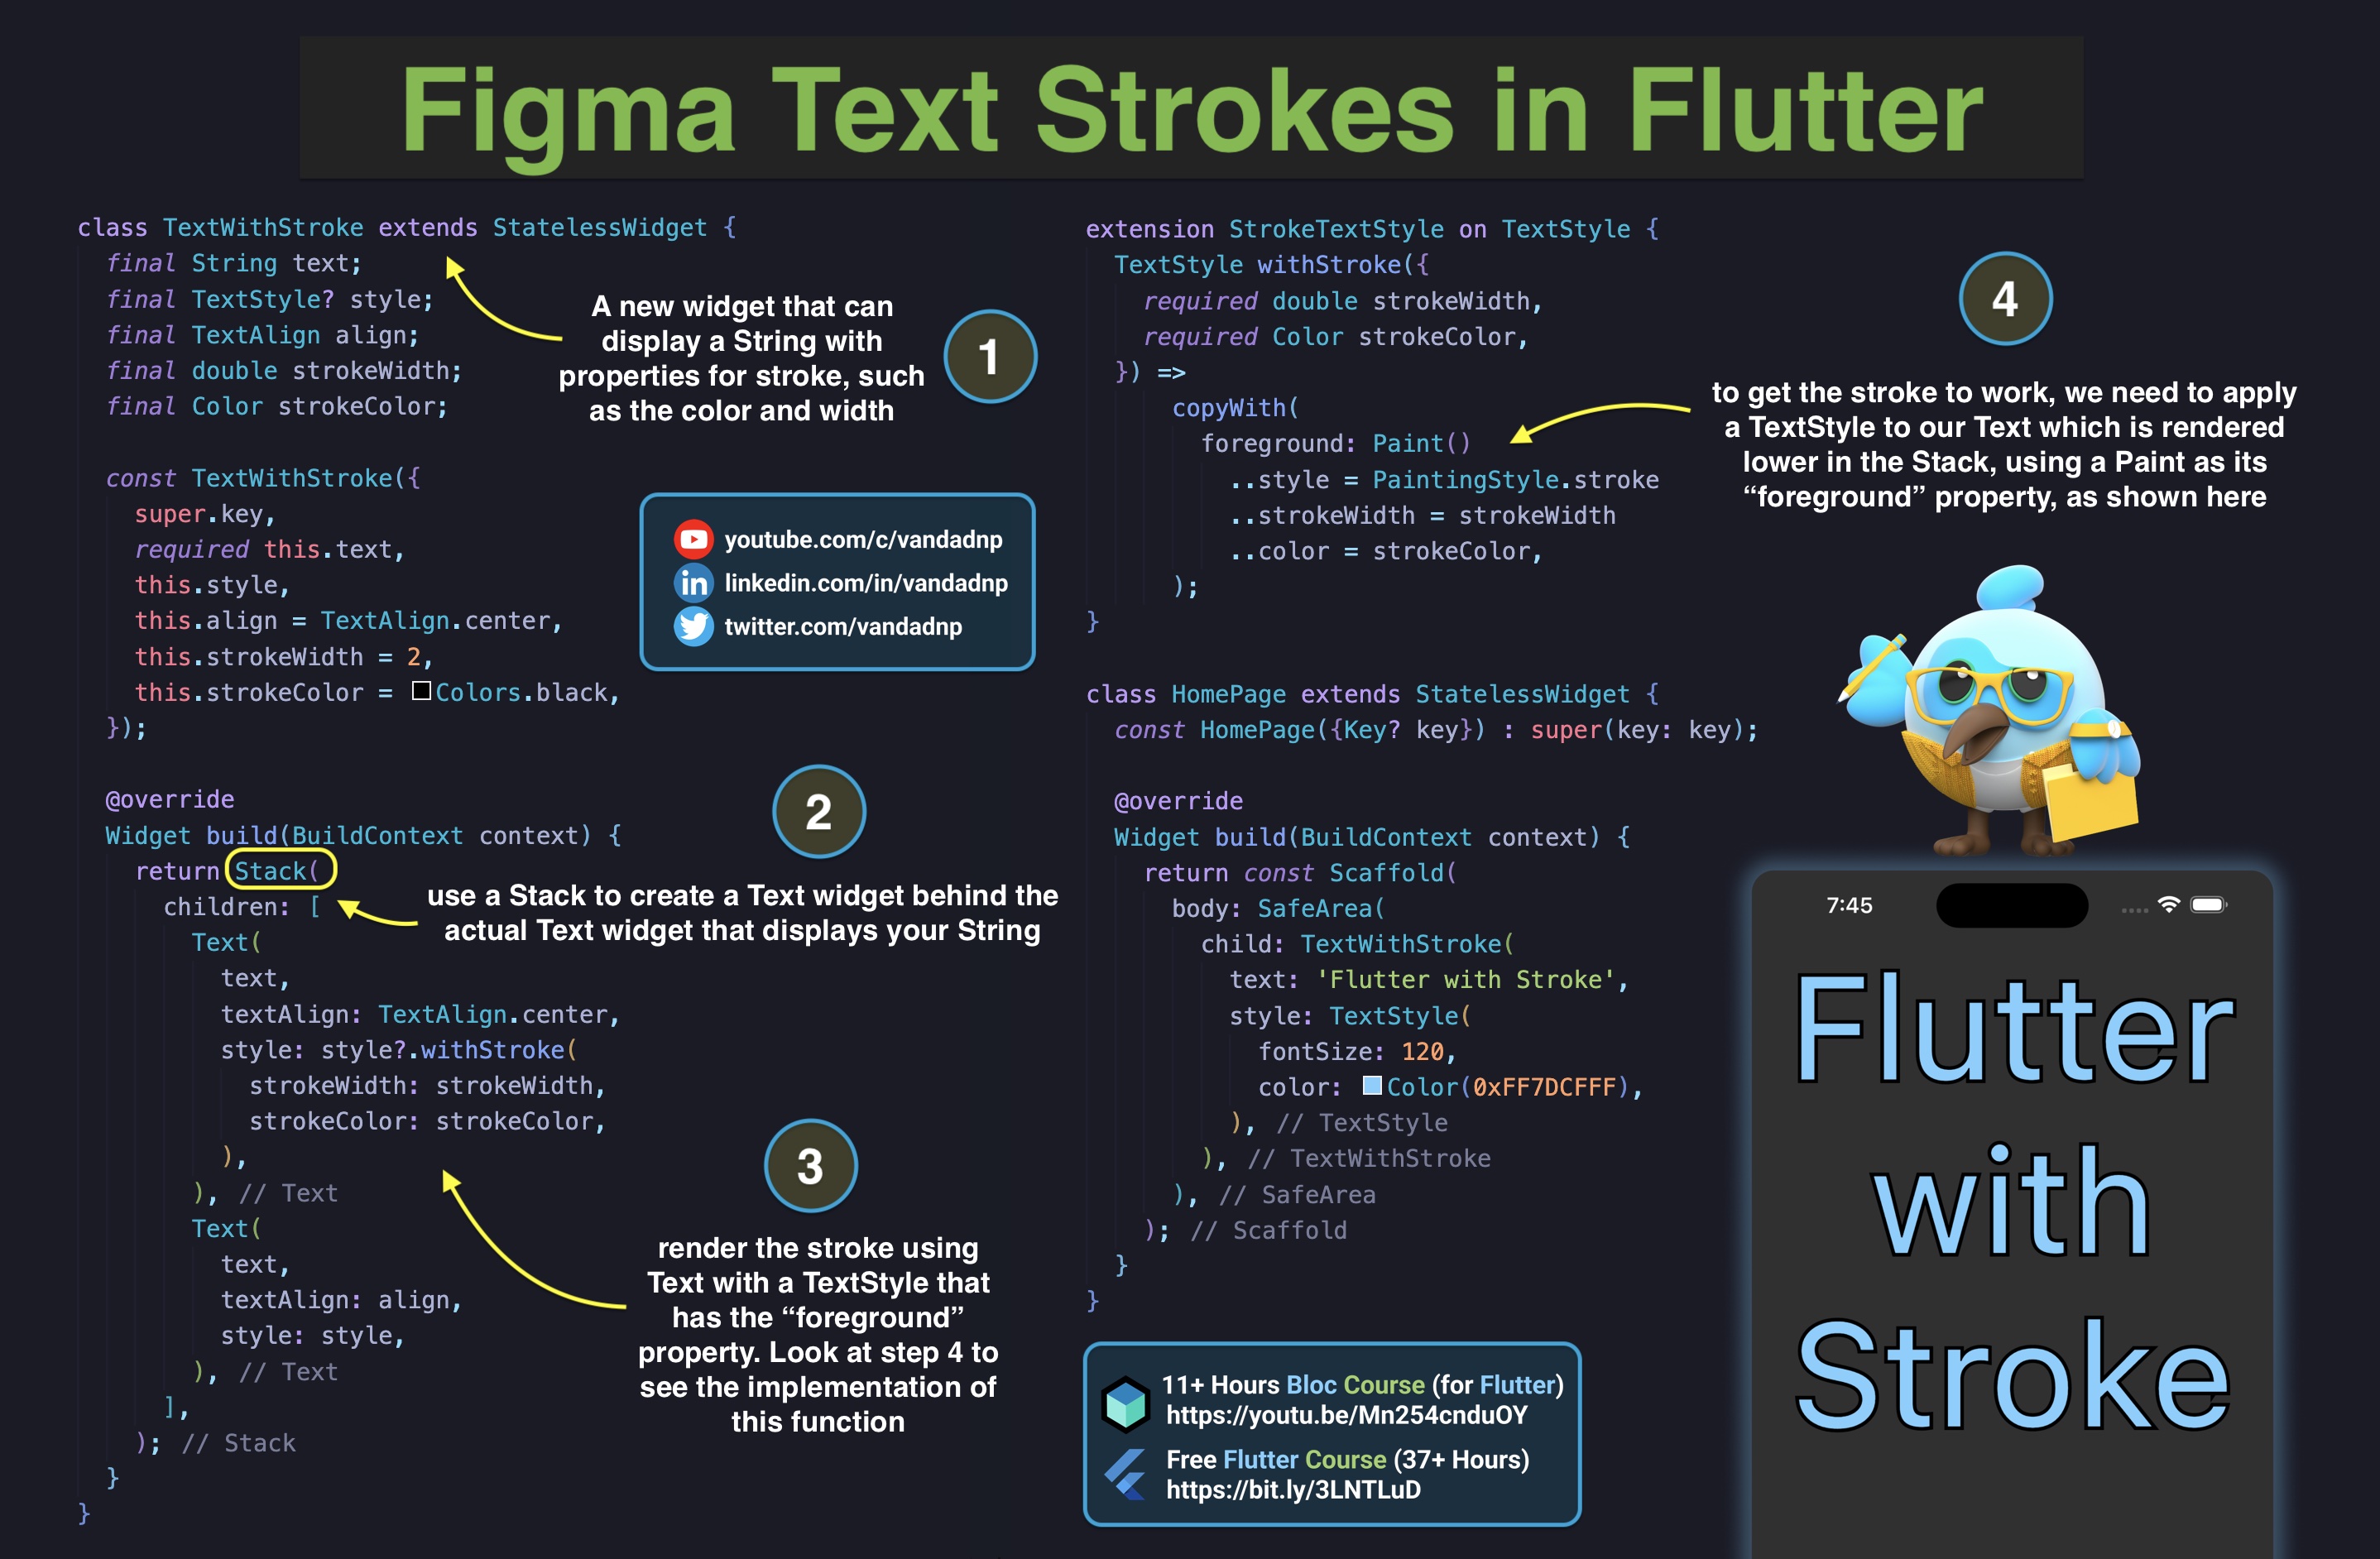 Figma Text Strokes in Flutter
class TextWithStroke extends StatelessWidget {
final String text;
final TextStyle? style;
final TextAlign align;
final double strokeWidth;
final Color strokeColor;
const TextWithStroke({
super.key,
required this.text,
this.style,
this.align = TextAlign.center,
this.strokeWidth = 2,
this.strokeColor = Colors.black,
});
@override
Widget build(BuildContext context) {
return Stack(
children: [
Text(
text,
textAlign: TextAlign.center,
style: style?.withStroke(
strokeWidth: strokeWidth,
strokeColor: strokeColor,
),
), // Text
Text(
text,
textAlign: align,
style: style,
), // Text
],
); // Stack
}
}
A new widget that can
display a String with
properties for stroke, such
as the color and width
1
youtube.com/c/vandadnp
linkedin.com/in/vandadnp
twitter.com/vandadnp
2
use a Stack to create a Text widget behind the
actual Text widget that displays your String
3
render the stroke using
Text with a TextStyle that
has the “foreground”
property. Look at step 4 to
see the implementation of
this function
extension StrokeTextStyle on TextStyle {
TextStyle withStroke({
required double strokeWidth,
required Color strokeColor,
}) =>
copyWith(
foreground: Paint()
..style = PaintingStyle.stroke
..strokeWidth = strokeWidth
..color = strokeColor,
);
}
class HomePage extends StatelessWidget {
const HomePage({Key? key}) : super(key: key);
@override
Widget build(BuildContext context) {
return const Scaffold(
body: SafeArea(
child: TextWithStroke(
text: 'Flutter with Stroke',
style: TextStyle(
fontSize: 120,
color: Color(0xFF7DCFFF),
), // TextStyle
), // TextWithStroke
), // SafeArea
); // Scaffold
}
}
4
to get the stroke to work, we need to apply
a TextStyle to our Text which is rendered
lower in the Stack, using a Paint as its
“foreground” property, as shown here
11+ Hours Bloc Course (for Flutter)
https://youtu.be/Mn254cnduOY
Free Flutter Course (37+ Hours)
https://bit.ly/3LNTLuD
7:45
Flutter
with
Stroke